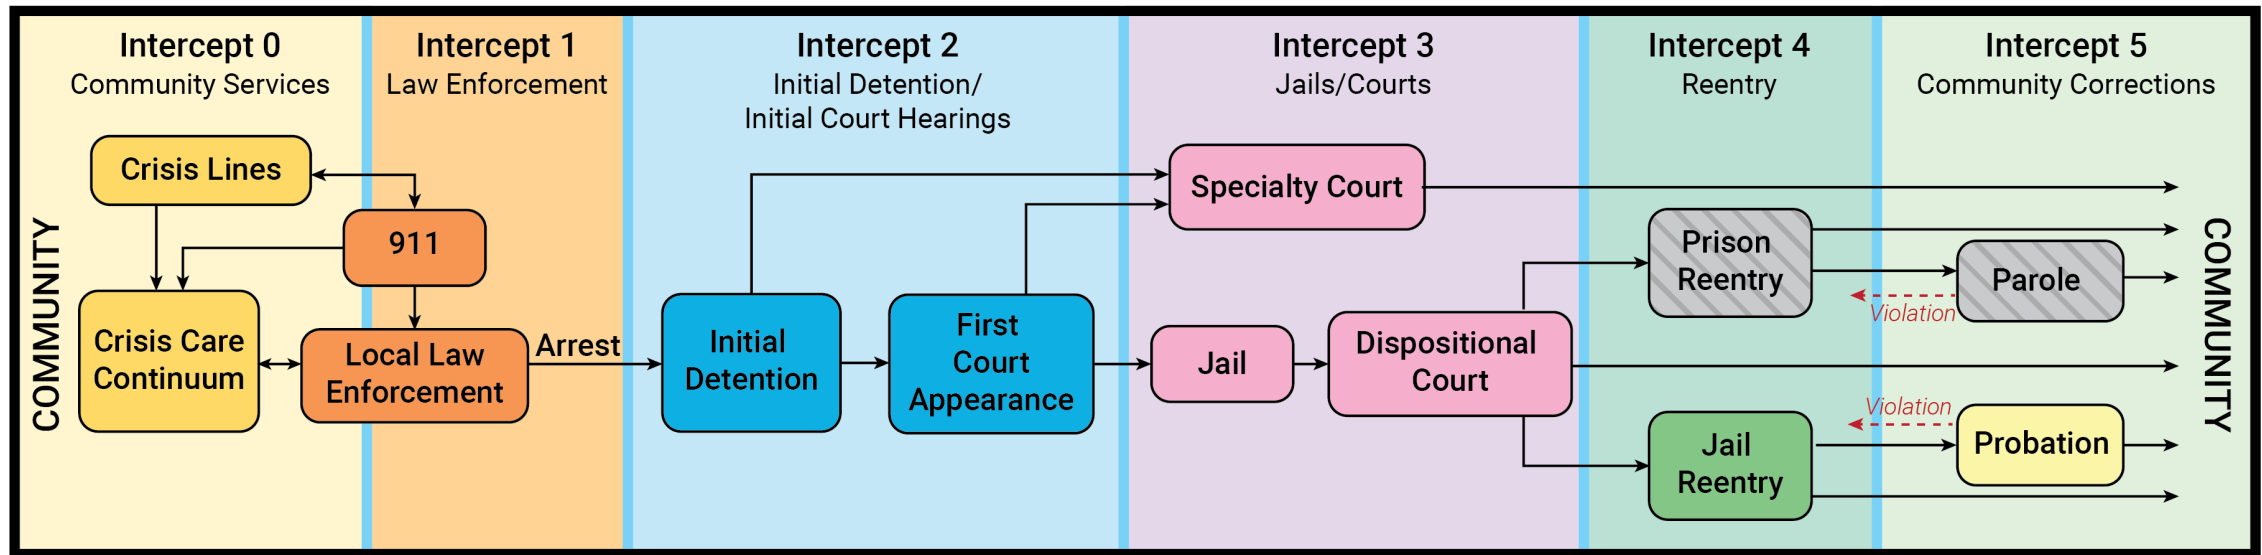 Intercept 0
Community Services
Intercept 1
Law Enforcement
Intercept 2
Initial Detention/
Initial Court Hearings
Intercept 3
Jails/Courts
Intercept 4
Reentry
Intercept 5
Community Corrections
COMMUNITY
Crisis Lines
911
Crisis Care
Continuum
Local Law
Enforcement
Arrest
Initial
Detention
First
Court
Appearance
Specialty Court
Jail
Dispositional
Court
Prison
Reentry
Parole
Violation
Violation
Jail
Reentry
Probation
COMMUNITY